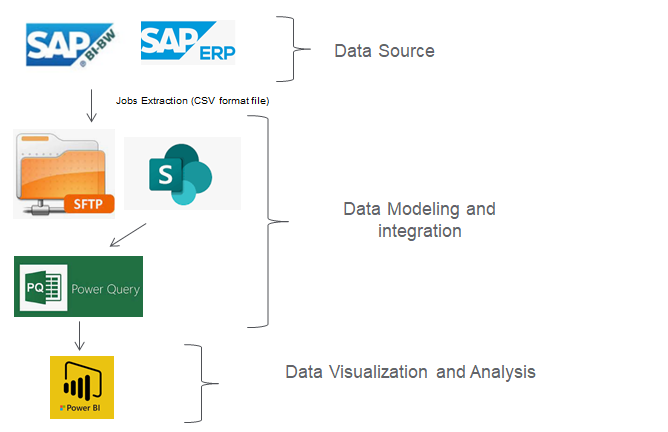 SAP BI-BW
SAP ERP
Data Source
Jobs Extraction (CSV format file)
SFTP
S
Data Modeling and
integration
PQ
Power Query
Data Visualization and Analysis
Power BI